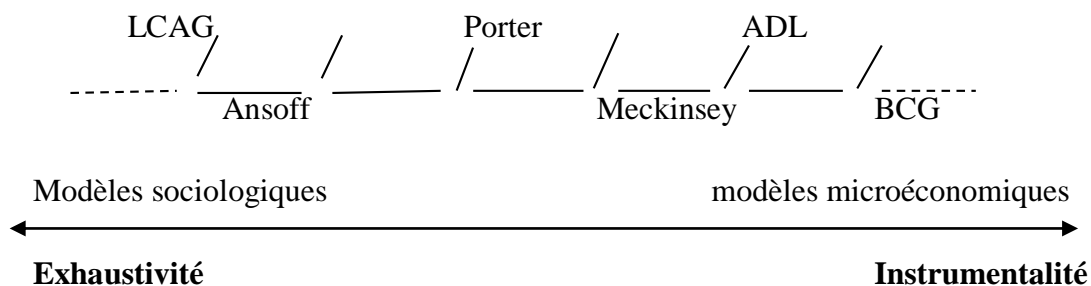 LCAG Porter ADL
Ansoff Meckinsey BCG
Modèles sociologiques modèles microéconomiques
Exhaustivité Instrumentalité